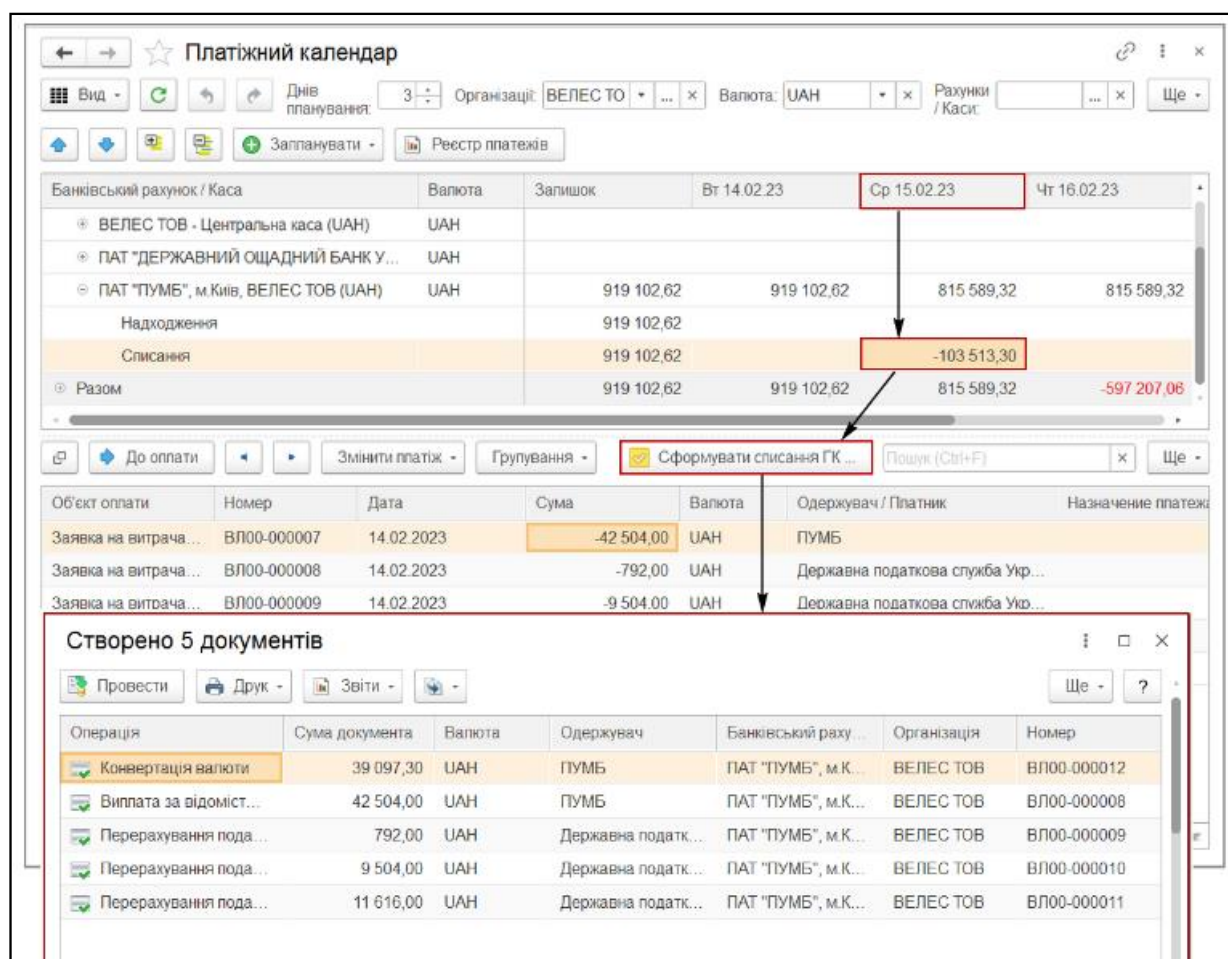 Платіжний календар
Вид Днів планування: 3 Організації: ВЕЛЕС ТО ... × Валюта: UAH × Рахунки / Каси: ... × Ще
Запланувати Реєстр платежів
Банківський рахунок / Каса Валюта Залишок Вт 14.02.23 Ср 15.02.23 Чт 16.02.23
ВЕЛЕС ТОВ - Центральна каса (UAH) UAH
ПАТ "ДЕРЖАВНИЙ ОЩАДНИЙ БАНК У... UAH
ПАТ "ПУМБ", м.Київ, ВЕЛЕС ТОВ (UAH) UAH 919 102,62 919 102,62 815 589,32 815 589,32
Надходження 919 102,62
Списання 919 102,62 -103 513,30
Разом 919 102,62 919 102,62 815 589,32 -597 207,06
До оплати Змінити платіж Групування Сформувати списання ГК ... Пошук (Ctrl+F) × Ще
Об'єкт оплати Номер Дата Сума Валюта Одержувач / Платник Назначение платежа
Заявка на витрача... ВЛ00-000007 14.02.2023 -42 504,00 UAH ПУМБ
Заявка на витрача... ВЛ00-000008 14.02.2023 -792,00 UAH Державна податкова служба Укр...
Заявка на витрача... ВЛ00-000009 14.02.2023 -9 504,00 UAH Державна податкова служба Укр...
Створено 5 документів
Провести Друк Звіти Ще ?
Операція Сума документа Валюта Одержувач Банківський раху... Організація Номер
Конвертація валюти 39 097,30 UAH ПУМБ ПАТ "ПУМБ", м.К... ВЕЛЕС ТОВ ВЛ00-000012
Виплата за відоміст... 42 504,00 UAH ПУМБ ПАТ "ПУМБ", м.К... ВЕЛЕС ТОВ ВЛ00-000008
Перерахування пода... 792,00 UAH Державна податк... ПАТ "ПУМБ", м.К... ВЕЛЕС ТОВ ВЛ00-000009
Перерахування пода... 9 504,00 UAH Державна податк... ПАТ "ПУМБ", м.К... ВЕЛЕС ТОВ ВЛ00-000010
Перерахування пода... 11 616,00 UAH Державна податк... ПАТ "ПУМБ", м.К... ВЕЛЕС ТОВ ВЛ00-000011